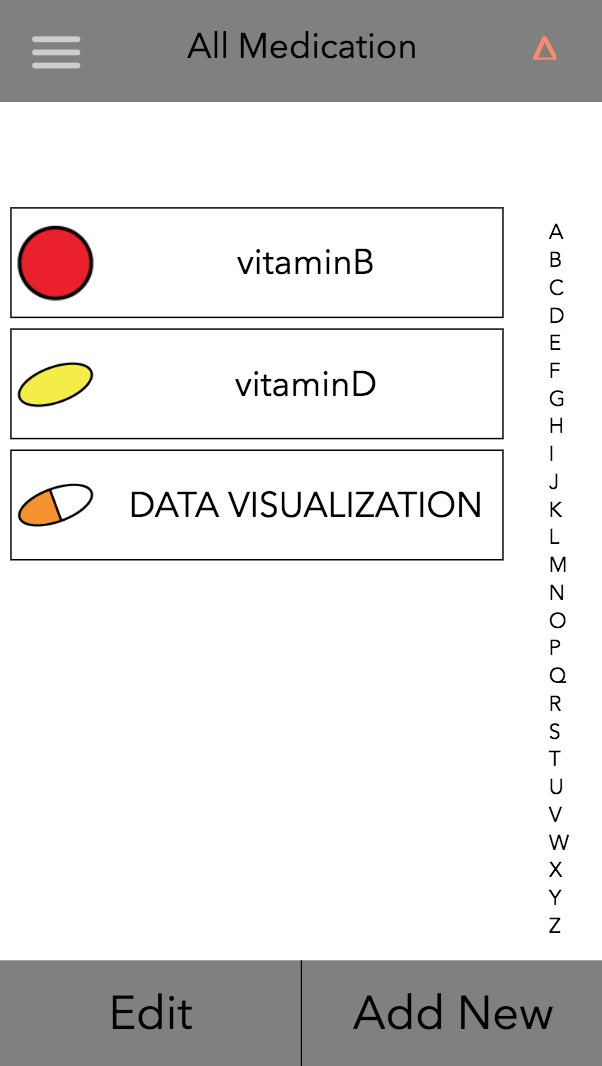 All Medication
vitaminB
vitaminD
DATA VISUALIZATION
A
B
C
D
E
F
G
H
I
J
K
L
M
N
O
P
Q
R
S
T
U
V
W
X
Y
Z
Edit
Add New